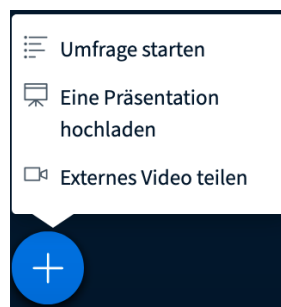 Umfrage starten
Eine Präsentation
hochladen
Externes Video teilen